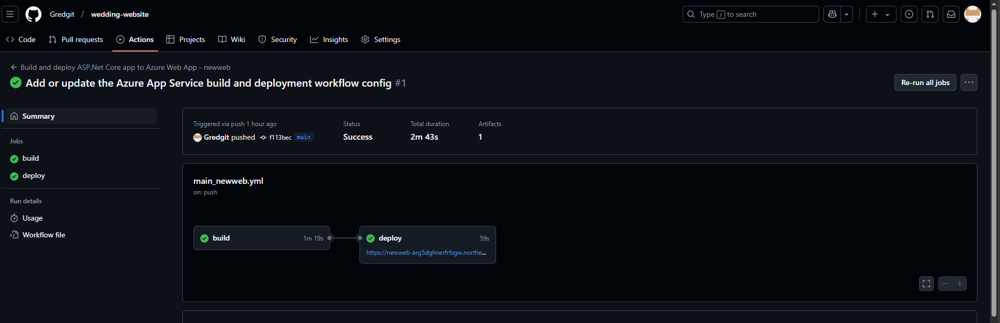 Gredgit / wedding-website
Type / to search
Code Pull requests Actions Projects Wiki Security Insights Settings
Build and deploy ASP.Net Core app to Azure Web App - newweb
Add or update the Azure App Service build and deployment workflow config #1
Re-run all jobs
Summary
Jobs
build
deploy
Run details
Usage
Workflow file
Triggered via push 1 hour ago
Gredgit pushed f113bec main
Status
Success
Total duration
2m 43s
Artifacts
1
main_newweb.yml
on: push
build 1m 19s
deploy 59s
https://newweb-arg5dghnerfrfsgw.northe...